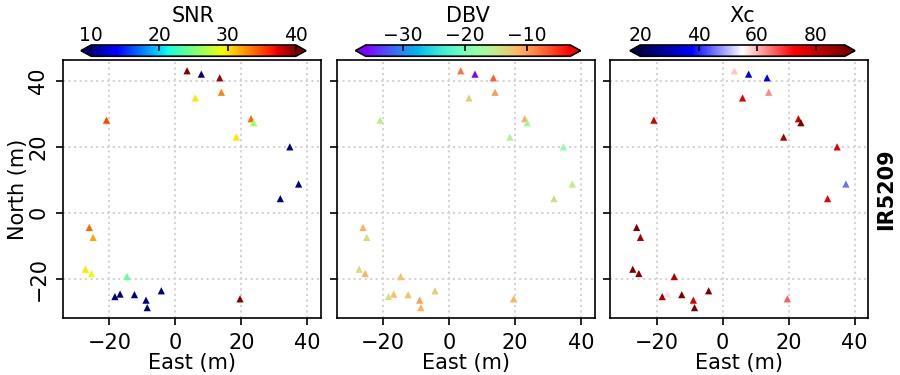 SNR DBV Xc
10 20 30 40 −30 −20 −10 20 40 60 80
40
20
0
−20
North (m)
IR5209
−20 0 20 40 −20 0 20 40 −20 0 20 40
East (m) East (m) East (m)